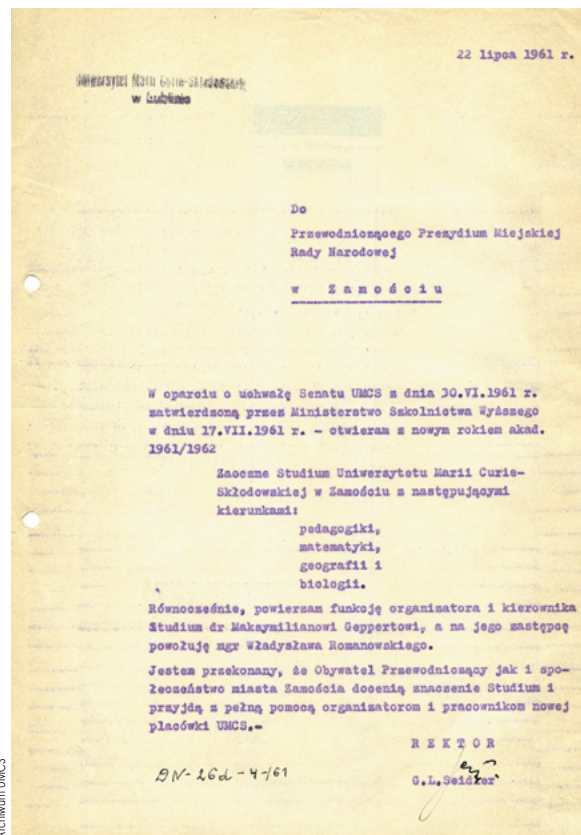 22 lipca 1961 r.
Uniwersytet Marii Curie-Skłodowskiej
w Lublinie
Do
Przewodniczącego Prezydium Miejskiej
Rady Narodowej
w Zamościu
W oparciu o uchwałę Senatu UMCS z dnia 30.VI.1961 r.
zatwierdzoną przez Ministerstwo Szkolnictwa Wyższego
w dniu 17.VII.1961 r. - otwieram z nowym rokiem akad.
1961/1962
Zaoczne Studium Uniwersytetu Marii Curie-
Skłodowskiej w Zamościu z następującymi
kierunkami:
pedagogiki,
matematyki,
geografii i
biologii.
Równocześnie, powierzam funkcję organizatora i kierownika
Studium dr Maksymilianowi Geppertowi, a na jego zastępcę
powołuję mgr Władysława Romanowskiego.
Jestem przekonany, że Obywatel Przewodniczący jak i spo-
łeczeństwo miasta Zamościa docenią znaczenie Studium i
przyjdą z pełną pomocą organizatorom i pracownikom nowej
placówki UMCS.-
REKTOR
G.L.Seidler
DN-26d-4-/61
Archiwum UMCS